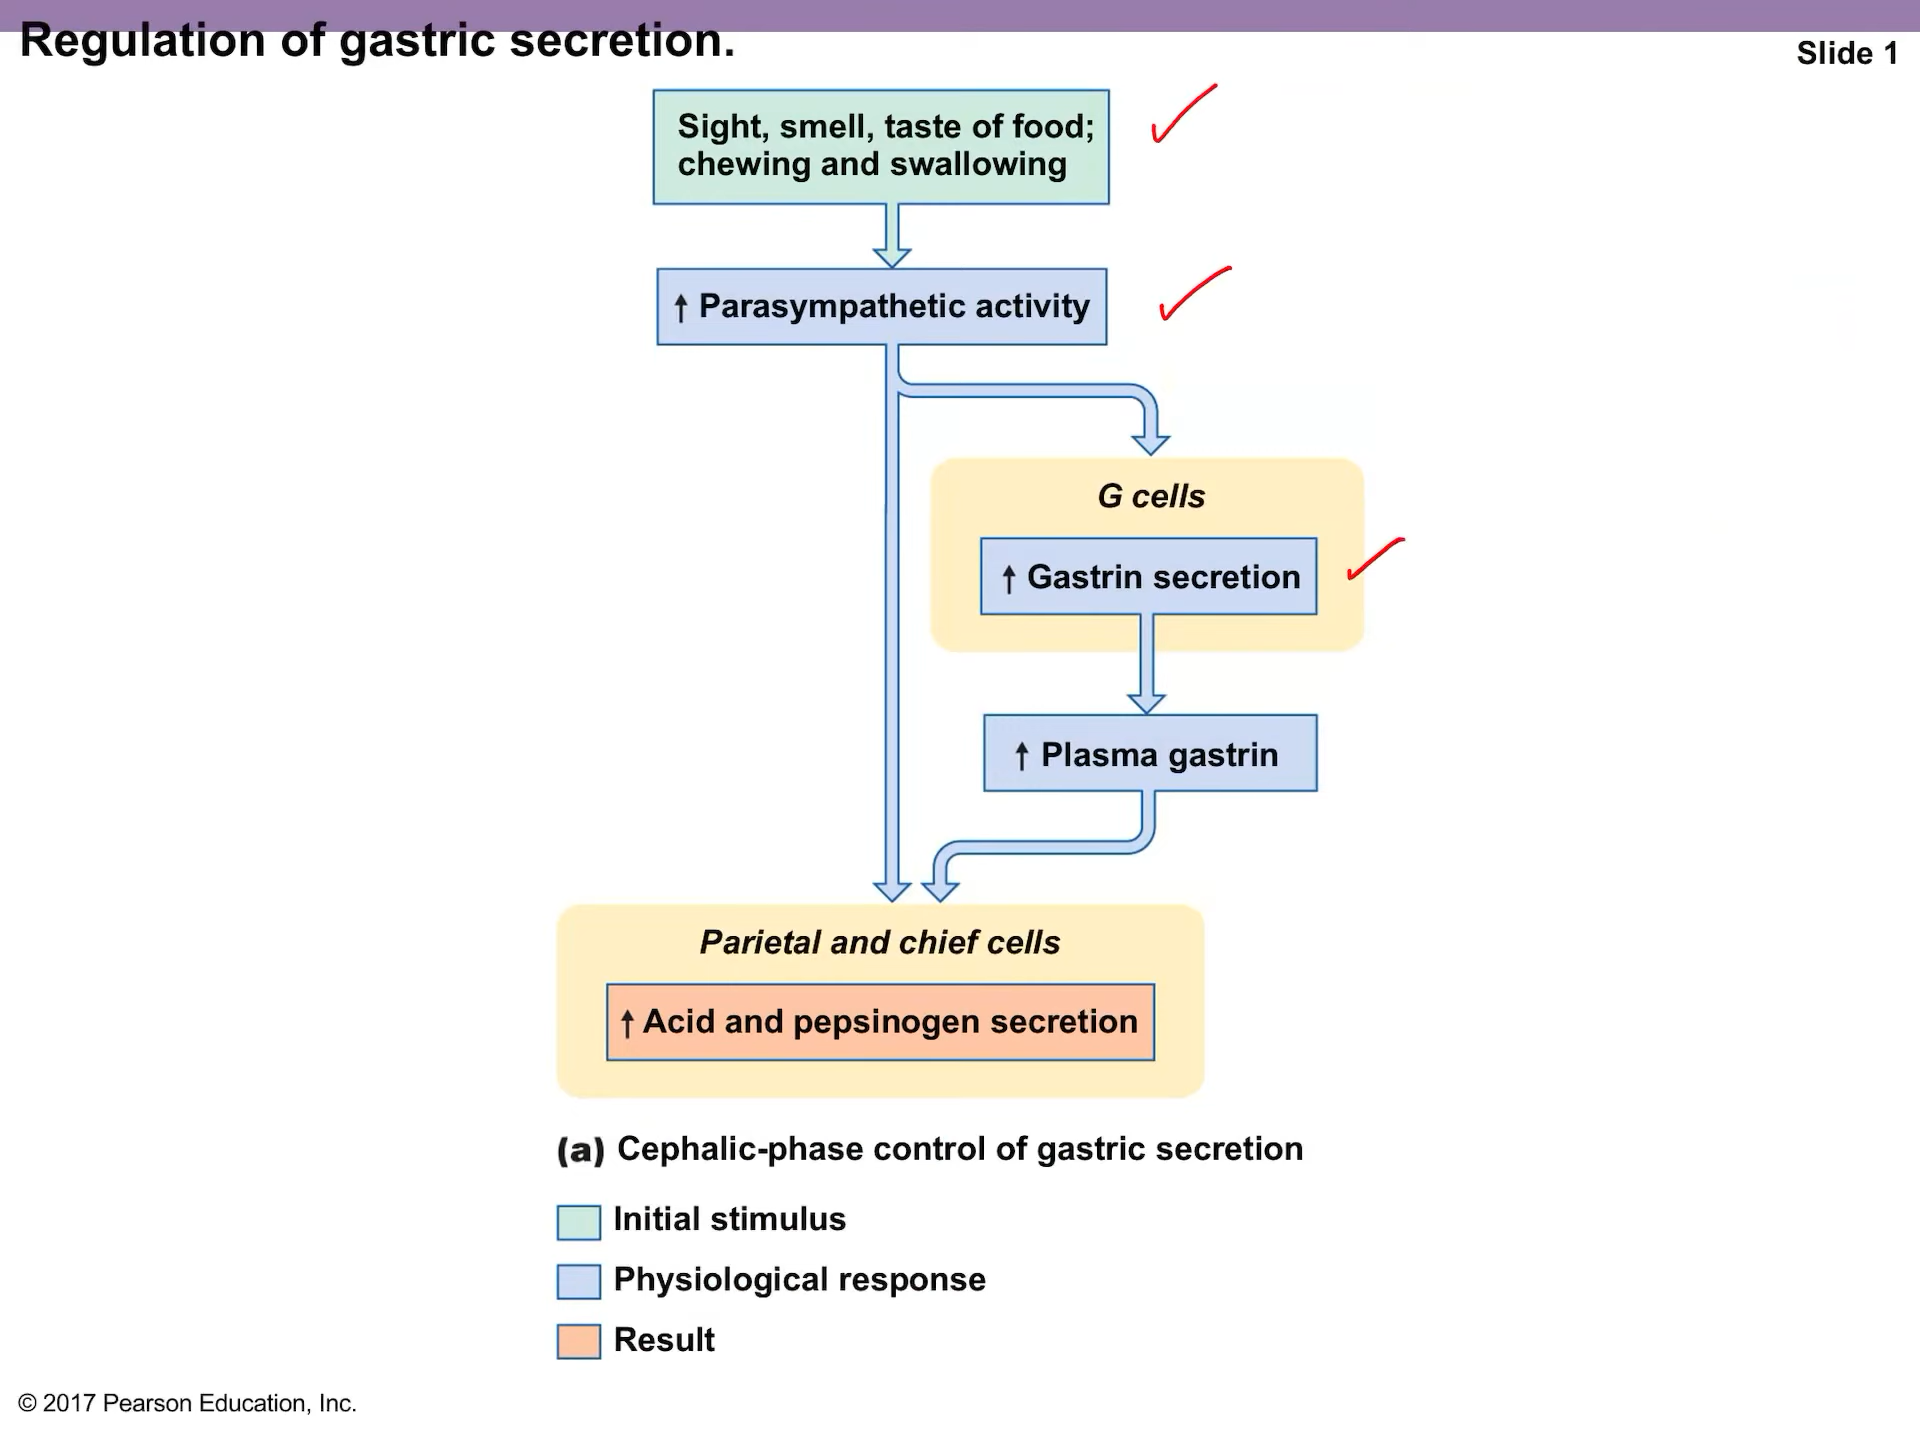 Regulation of gastric secretion.
Slide 1
Sight, smell, taste of food;
chewing and swallowing
↑ Parasympathetic activity
G cells
↑ Gastrin secretion
↑ Plasma gastrin
Parietal and chief cells
↑ Acid and pepsinogen secretion
(a) Cephalic-phase control of gastric secretion
Initial stimulus
Physiological response
Result
© 2017 Pearson Education, Inc.